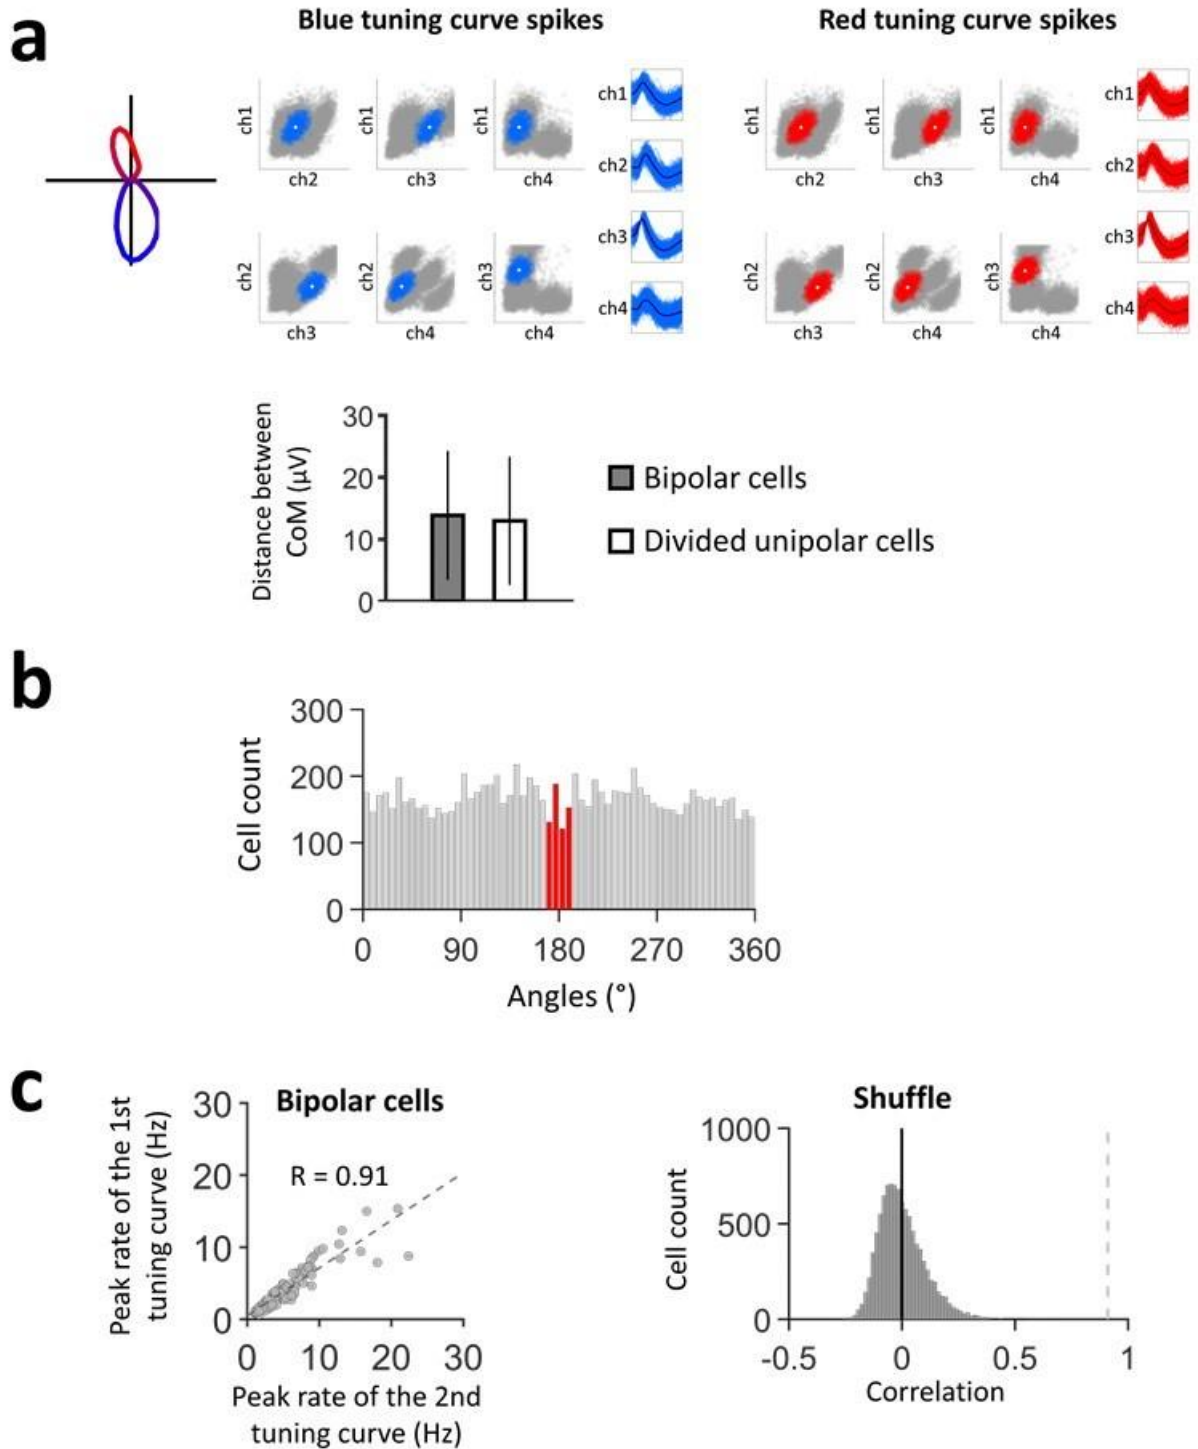 a
Blue tuning curve spikes
Red tuning curve spikes
ch1
ch2
ch1
ch3
ch1
ch4
ch2
ch3
ch2
ch4
ch3
ch4
ch1
ch2
ch3
ch4
ch1
ch2
ch1
ch3
ch1
ch4
ch2
ch3
ch2
ch4
ch3
ch4
ch1
ch2
ch3
ch4
Distance between
CoM (µV)
30
20
10
0
Bipolar cells
Divided unipolar cells
b
Cell count
300
200
100
0
0 90 180 270 360
Angles (°)
c
Bipolar cells
Peak rate of the 1st
tuning curve (Hz)
30
20
10
0
R = 0.91
0 10 20 30
Peak rate of the 2nd
tuning curve (Hz)
Shuffle
Cell count
1000
500
0
-0.5 0 0.5 1
Correlation